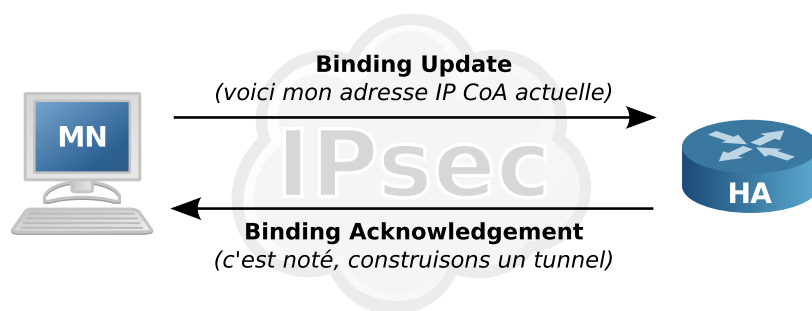 Binding Update
(voici mon adresse IP CoA actuelle)
MN
IPsec
HA
Binding Acknowledgement
(c'est noté, construisons un tunnel)